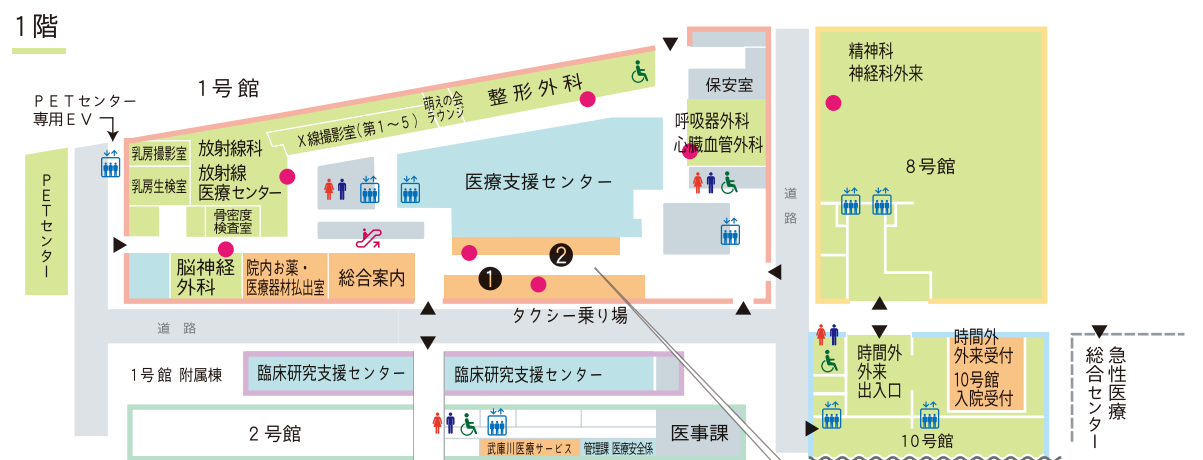 1階
1号館
PETセンター
専用EV
PETセンター
乳房撮影室
乳房生検室
放射線科
放射線
医療センター
骨密度
検査室
X線撮影室(第1〜5)
萌えの会
ラウンジ
整形外科
保安室
呼吸器外科
心臓血管外科
医療支援センター
脳神経
外科
院内お薬・
医療器材払出室
総合案内
1
2
タクシー乗り場
道路
道路
精神科
神経科外来
8号館
1号館 附属棟
臨床研究支援センター
臨床研究支援センター
2号館
武庫川医療サービス
管理課 医療安全係
医事課
時間外
外来
出入口
時間外
外来受付
10号館
入院受付
10号館
急性医療
総合センター